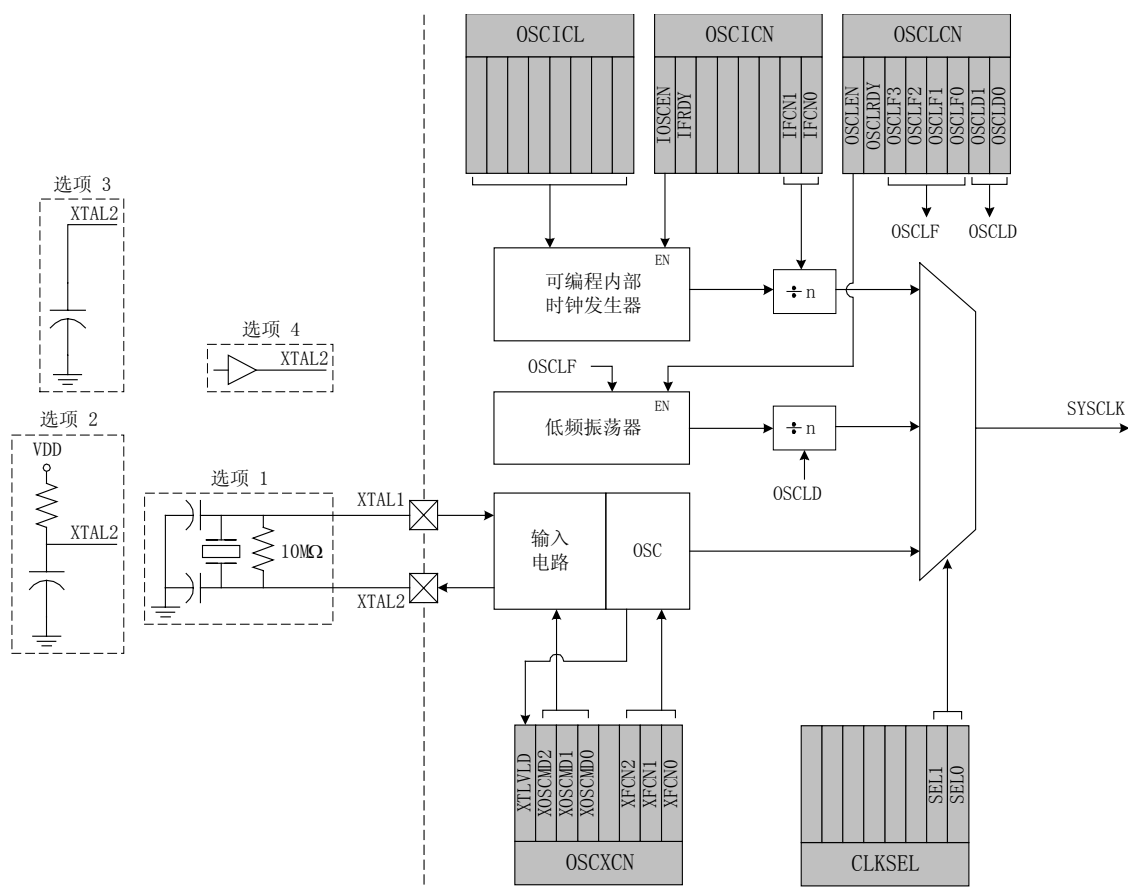 OSCICL
OSCICN
OSCLCN
IOSCEN
IFRDY
IFCN1
IFCN0
OSCLEN
OSCLRDY
OSCLF3
OSCLF2
OSCLF1
OSCLF0
OSCLD1
OSCLD0
OSCLF
OSCLD
选项 3
XTAL2
EN
可编程内部
时钟发生器
÷ n
选项 4
XTAL2
OSCLF
EN
低频振荡器
÷ n
OSCLD
SYSCLK
选项 2
VDD
XTAL2
选项 1
XTAL1
10MΩ
XTAL2
输入
电路
OSC
XTLVLD
XOSCMD2
XOSCMD1
XOSCMD0
XFCN2
XFCN1
XFCN0
OSCXCN
SEL1
SEL0
CLKSEL